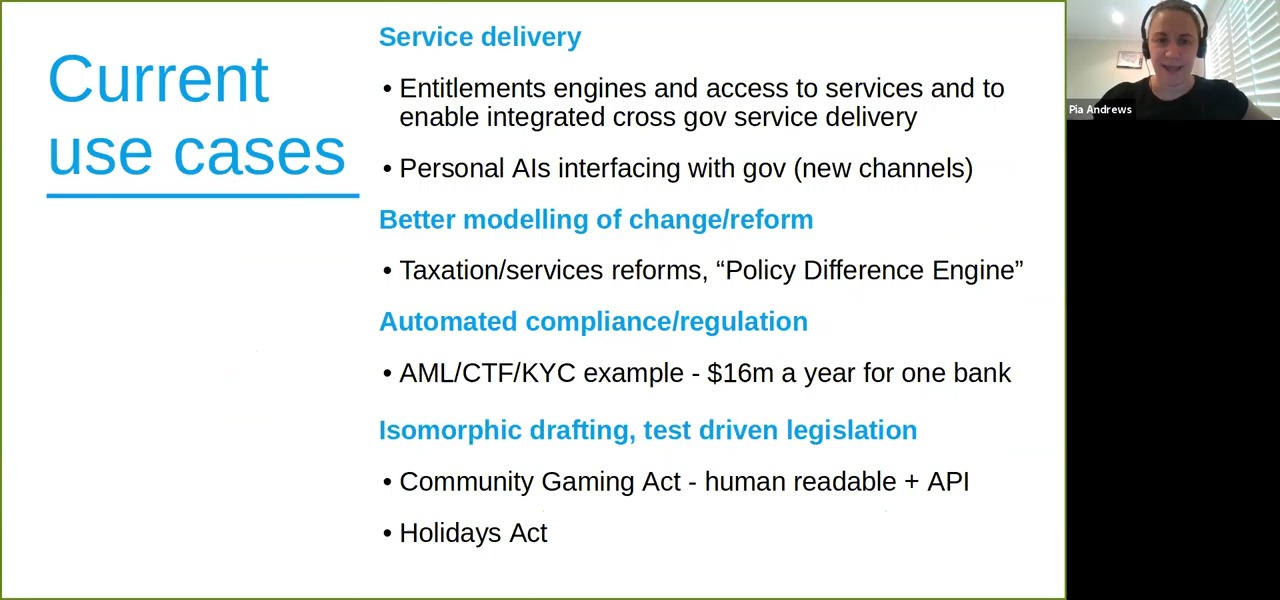 Current
use cases
Service delivery
• Entitlements engines and access to services and to
enable integrated cross gov service delivery
• Personal AIs interfacing with gov (new channels)
Better modelling of change/reform
• Taxation/services reforms, “Policy Difference Engine”
Automated compliance/regulation
• AML/CTF/KYC example - $16m a year for one bank
Isomorphic drafting, test driven legislation
• Community Gaming Act - human readable + API
• Holidays Act
Pia Andrews